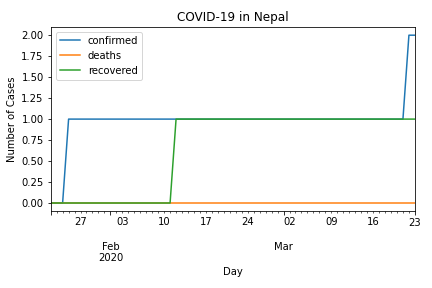 COVID-19 in Nepal
confirmed
deaths
recovered
Number of Cases
2.00
1.75
1.50
1.25
1.00
0.75
0.50
0.25
0.00
27 03 10 17 24 02 09 16 23
Feb Mar
2020
Day